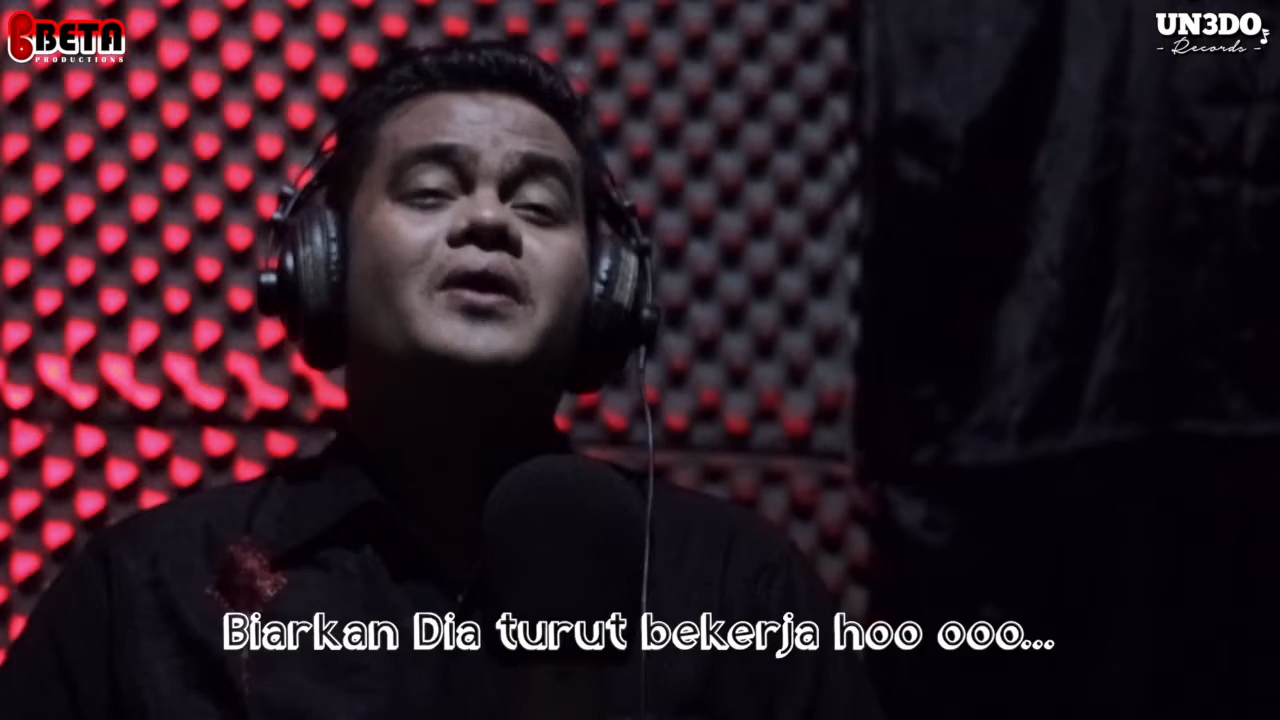 BETA
PRODUCTIONS
UN3DO
- Records -
Biarkan Dia turut bekerja hoo ooo...